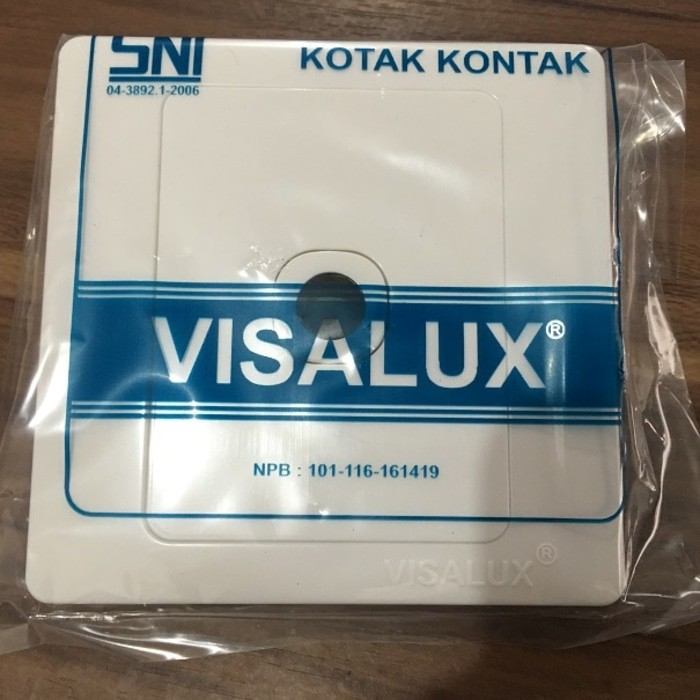 SNI
04-3892.1-2006
KOTAK KONTAK
VISALUX®
NPB : 101-116-161419
VISALUX®